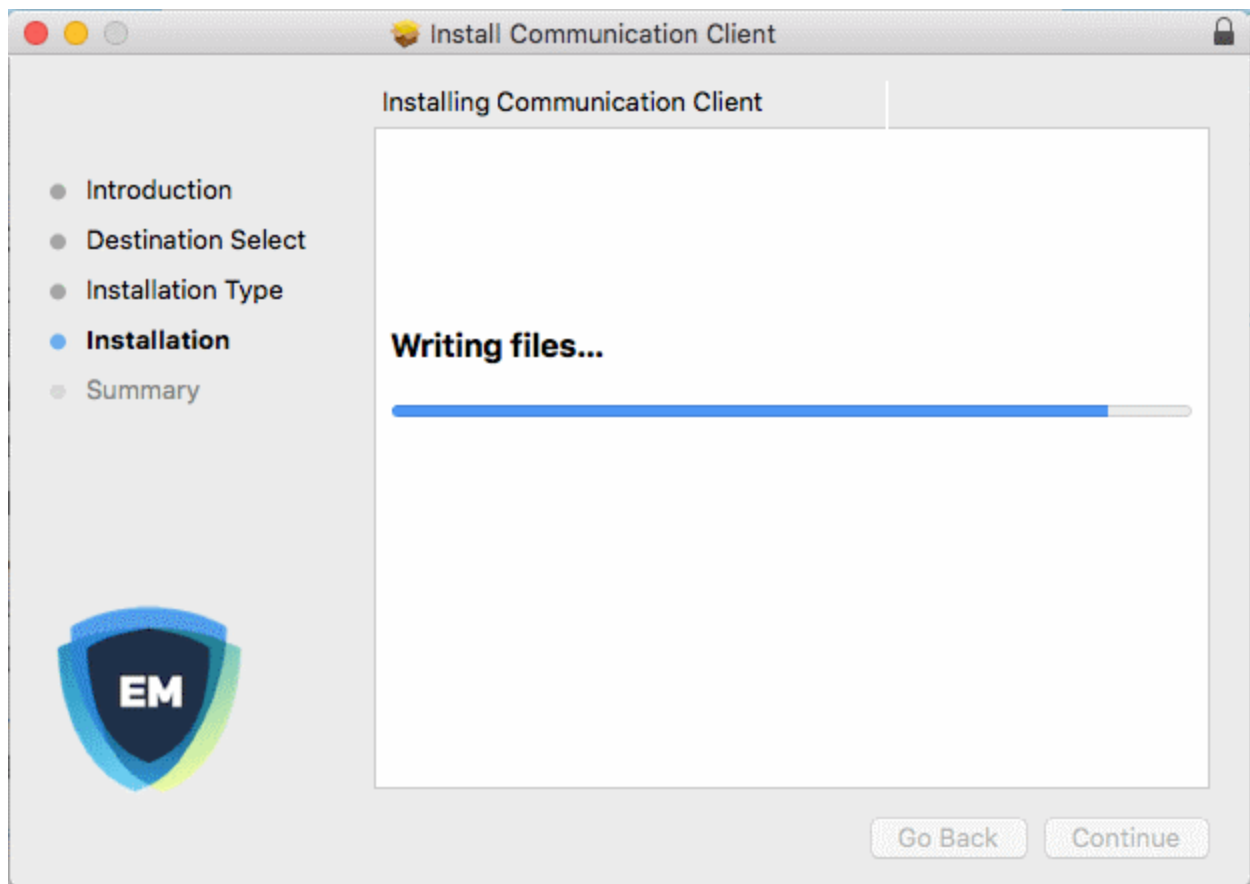 Install Communication Client
Installing Communication Client
Introduction
Destination Select
Installation Type
Installation
Summary
Writing files...
EM
Go Back
Continue